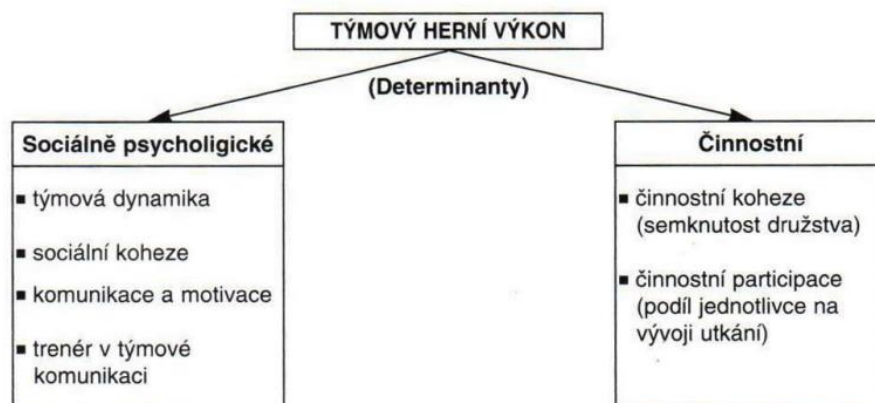 TÝMOVÝ HERNÍ VÝKON
(Determinanty)
Sociálně psycholigické
■ týmová dynamika
■ sociální koheze
■ komunikace a motivace
■ trenér v týmové
komunikaci
Činnostní
■ činnostní koheze
(semknutost družstva)
■ činnostní participace
(podíl jednotlivce na
vývoji utkání)